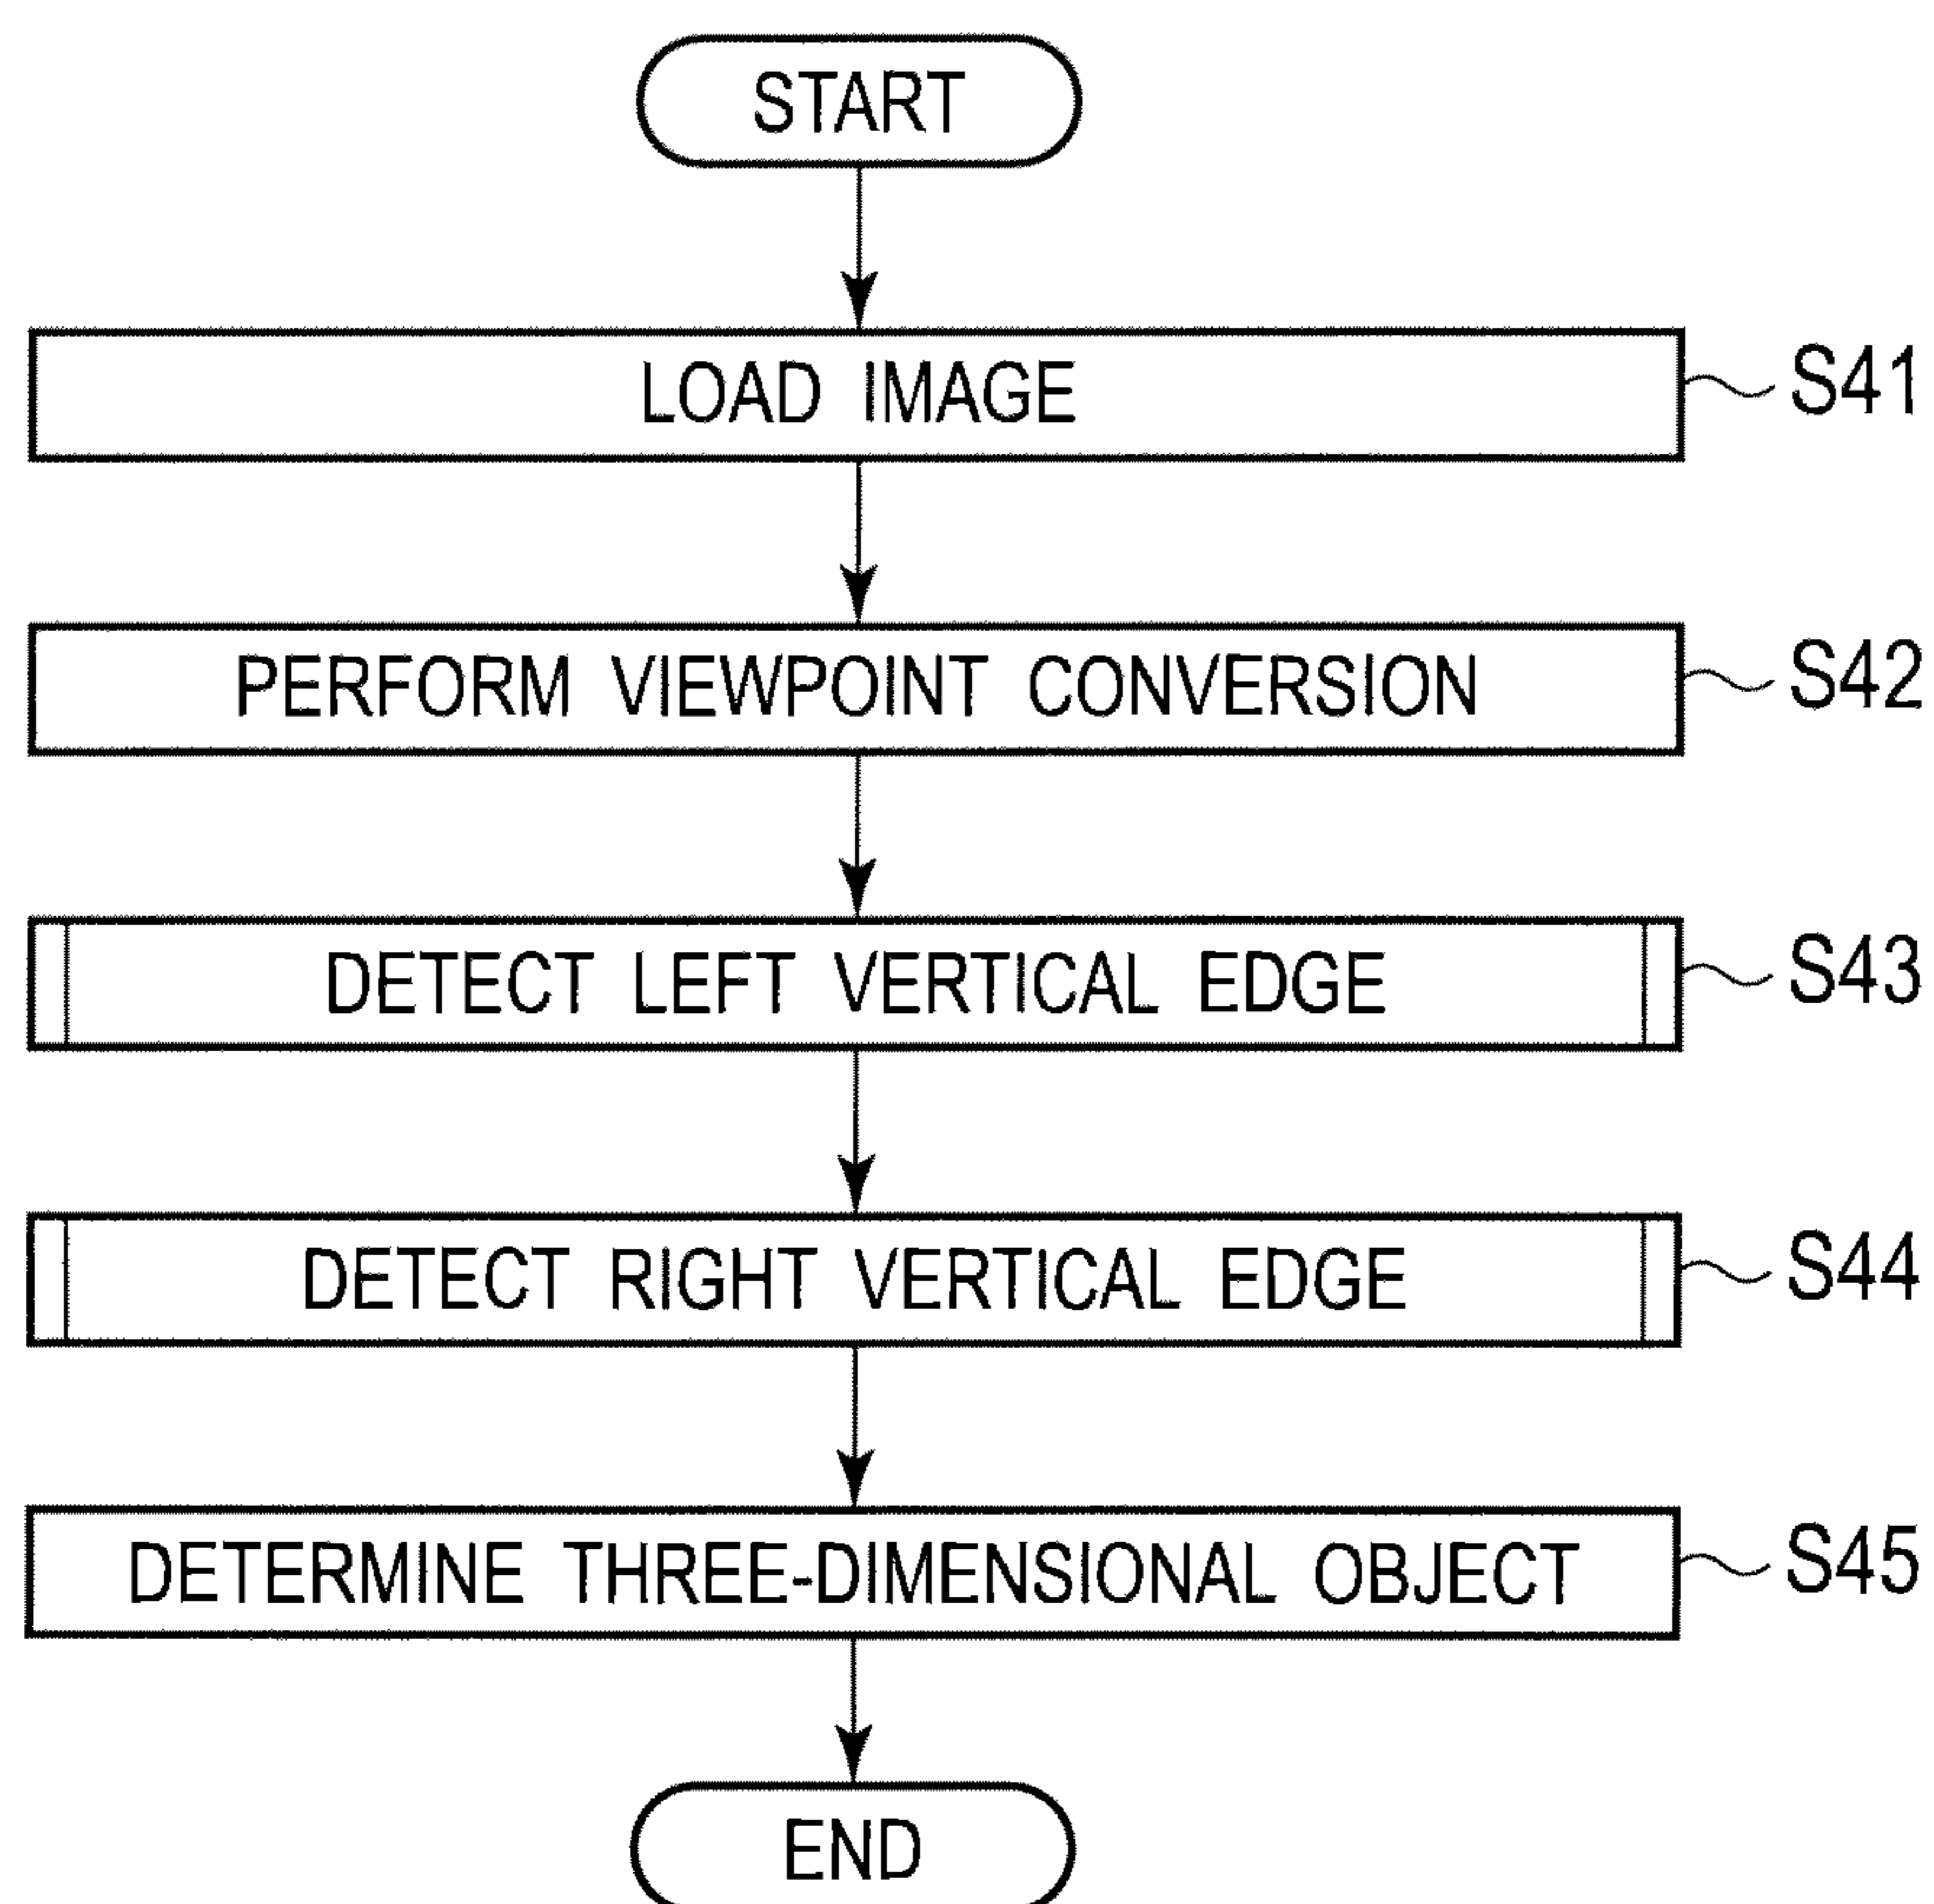 START
LOAD IMAGE S41
PERFORM VIEWPOINT CONVERSION S42
DETECT LEFT VERTICAL EDGE S43
DETECT RIGHT VERTICAL EDGE S44
DETERMINE THREE-DIMENSIONAL OBJECT S45
END